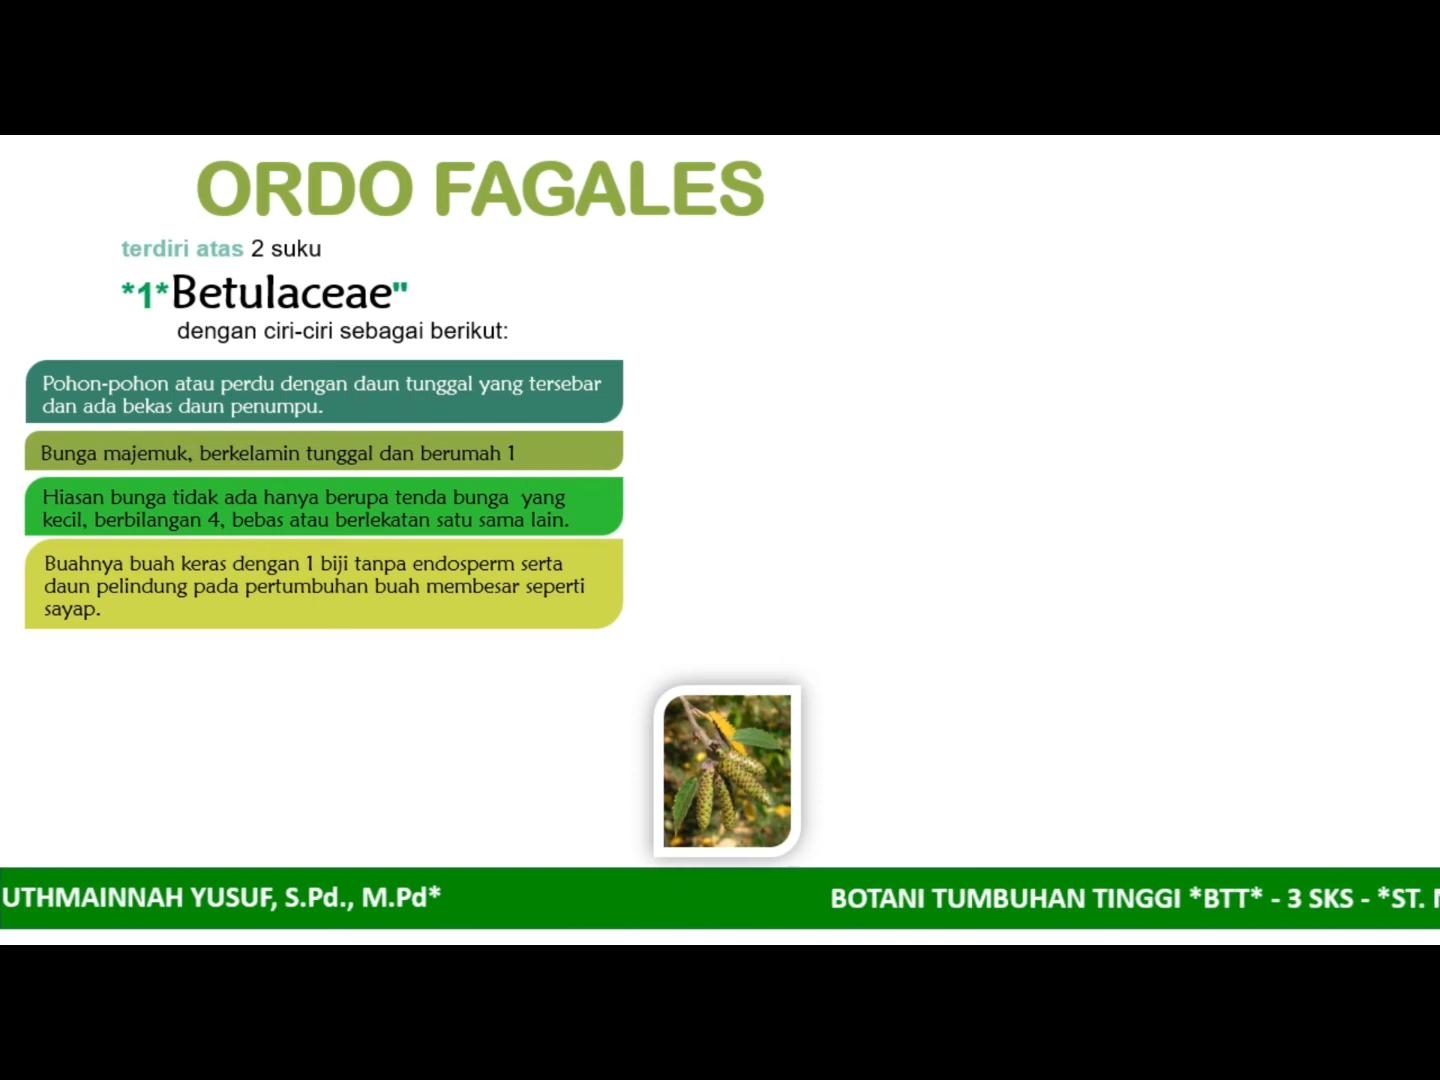 ORDO FAGALES
terdiri atas 2 suku
*1*Betulaceae"
dengan ciri-ciri sebagai berikut:
Pohon-pohon atau perdu dengan daun tunggal yang tersebar
dan ada bekas daun penumpu.
Bunga majemuk, berkelamin tunggal dan berumah 1
Hiasan bunga tidak ada hanya berupa tenda bunga  yang
kecil, berbilangan 4, bebas atau berlekatan satu sama lain.
Buahnya buah keras dengan 1 biji tanpa endosperm serta
daun pelindung pada pertumbuhan buah membesar seperti
sayap.
UTHMAINNAH YUSUF, S.Pd., M.Pd*
BOTANI TUMBUHAN TINGGI *BTT* - 3 SKS - *ST.